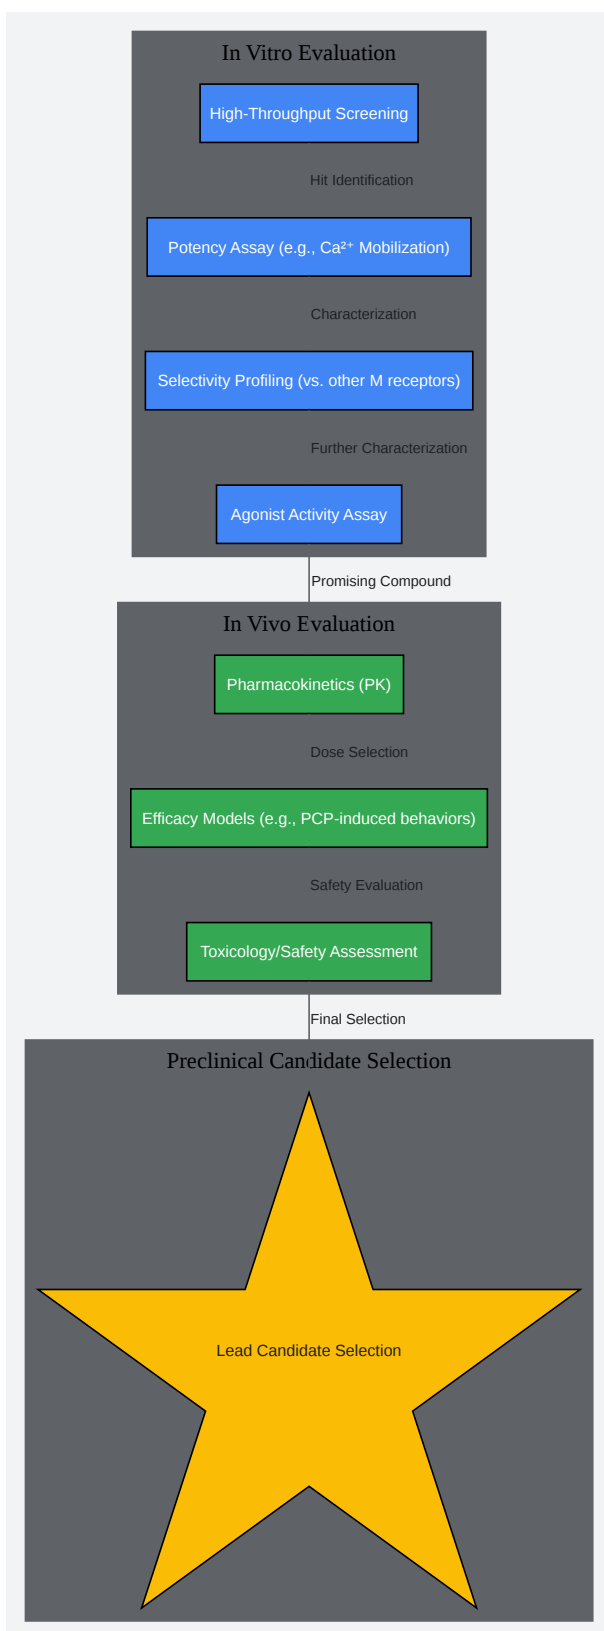 In Vitro Evaluation
High-Throughput Screening
Hit Identification
Potency Assay (e.g., Ca²⁺ Mobilization)
Characterization
Selectivity Profiling (vs. other M receptors)
Further Characterization
Agonist Activity Assay
Promising Compound
In Vivo Evaluation
Pharmacokinetics (PK)
Dose Selection
Efficacy Models (e.g., PCP-induced behaviors)
Safety Evaluation
Toxicology/Safety Assessment
Final Selection
Preclinical Candidate Selection
Lead Candidate Selection